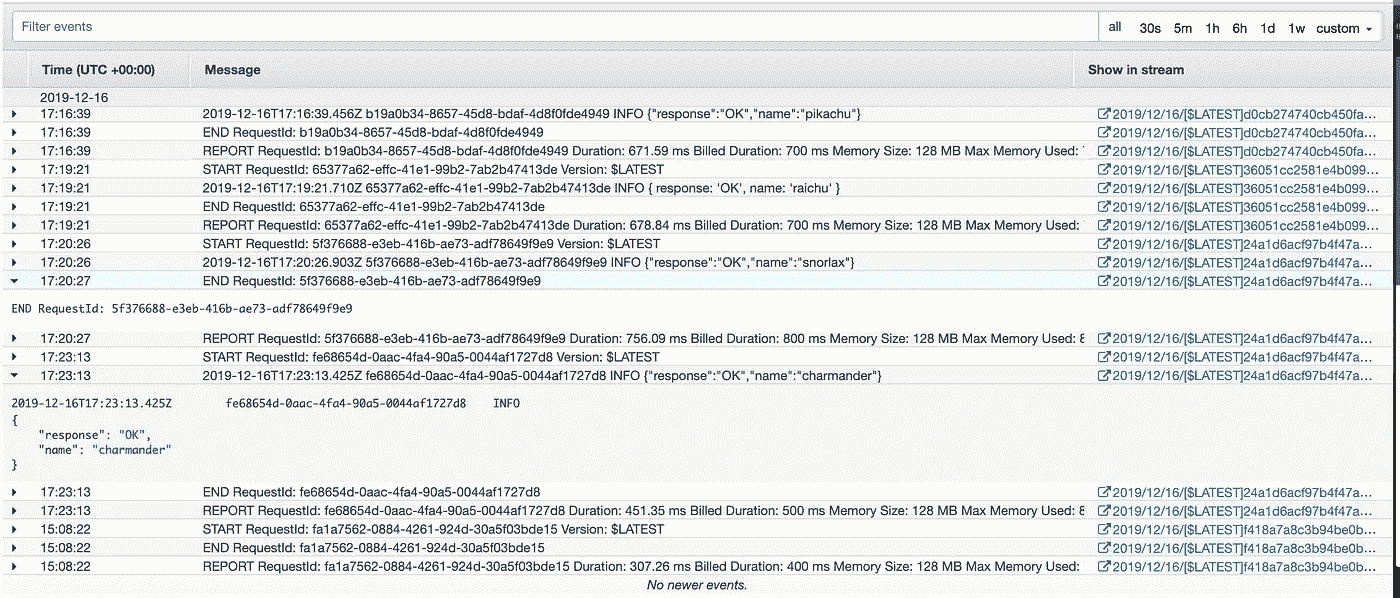 Filter events
all 30s 5m 1h 6h 1d 1w custom
Time (UTC +00:00) Message Show in stream
2019-12-16
17:16:39 2019-12-16T17:16:39.456Z b19a0b34-8657-45d8-bdaf-4d8f0fde4949 INFO {"response":"OK","name":"pikachu"} 2019/12/16/[$LATEST]d0cb274740cb450fa...
17:16:39 END RequestId: b19a0b34-8657-45d8-bdaf-4d8f0fde4949 2019/12/16/[$LATEST]d0cb274740cb450fa...
17:16:39 REPORT RequestId: b19a0b34-8657-45d8-bdaf-4d8f0fde4949 Duration: 671.59 ms Billed Duration: 700 ms Memory Size: 128 MB Max Memory Used: 2019/12/16/[$LATEST]d0cb274740cb450fa...
17:19:21 START RequestId: 65377a62-effc-41e1-99b2-7ab2b47413de Version: $LATEST 2019/12/16/[$LATEST]36051cc2581e4b099...
17:19:21 2019-12-16T17:19:21.710Z 65377a62-effc-41e1-99b2-7ab2b47413de INFO { response: 'OK', name: 'raichu' } 2019/12/16/[$LATEST]36051cc2581e4b099...
17:19:21 END RequestId: 65377a62-effc-41e1-99b2-7ab2b47413de 2019/12/16/[$LATEST]36051cc2581e4b099...
17:19:21 REPORT RequestId: 65377a62-effc-41e1-99b2-7ab2b47413de Duration: 678.84 ms Billed Duration: 700 ms Memory Size: 128 MB Max Memory Used: 2019/12/16/[$LATEST]36051cc2581e4b099...
17:20:26 START RequestId: 5f376688-e3eb-416b-ae73-adf78649f9e9 Version: $LATEST 2019/12/16/[$LATEST]24a1d6acf97b4f47a...
17:20:26 2019-12-16T17:20:26.903Z 5f376688-e3eb-416b-ae73-adf78649f9e9 INFO {"response":"OK","name":"snorlax"} 2019/12/16/[$LATEST]24a1d6acf97b4f47a...
17:20:27 END RequestId: 5f376688-e3eb-416b-ae73-adf78649f9e9 2019/12/16/[$LATEST]24a1d6acf97b4f47a...
END RequestId: 5f376688-e3eb-416b-ae73-adf78649f9e9
17:20:27 REPORT RequestId: 5f376688-e3eb-416b-ae73-adf78649f9e9 Duration: 756.09 ms Billed Duration: 800 ms Memory Size: 128 MB Max Memory Used: 8 2019/12/16/[$LATEST]24a1d6acf97b4f47a...
17:23:13 START RequestId: fe68654d-0aac-4fa4-90a5-0044af1727d8 Version: $LATEST 2019/12/16/[$LATEST]24a1d6acf97b4f47a...
17:23:13 2019-12-16T17:23:13.425Z fe68654d-0aac-4fa4-90a5-0044af1727d8 INFO {"response":"OK","name":"charmander"} 2019/12/16/[$LATEST]24a1d6acf97b4f47a...
2019-12-16T17:23:13.425Z fe68654d-0aac-4fa4-90a5-0044af1727d8 INFO
{
"response": "OK",
"name": "charmander"
}
17:23:13 END RequestId: fe68654d-0aac-4fa4-90a5-0044af1727d8 2019/12/16/[$LATEST]24a1d6acf97b4f47a...
17:23:13 REPORT RequestId: fe68654d-0aac-4fa4-90a5-0044af1727d8 Duration: 451.35 ms Billed Duration: 500 ms Memory Size: 128 MB Max Memory Used: 8 2019/12/16/[$LATEST]24a1d6acf97b4f47a...
15:08:22 START RequestId: fa1a7562-0884-4261-924d-30a5f03bde15 Version: $LATEST 2019/12/16/[$LATEST]f418a7a8c3b94be0b...
15:08:22 END RequestId: fa1a7562-0884-4261-924d-30a5f03bde15 2019/12/16/[$LATEST]f418a7a8c3b94be0b...
15:08:22 REPORT RequestId: fa1a7562-0884-4261-924d-30a5f03bde15 Duration: 307.26 ms Billed Duration: 400 ms Memory Size: 128 MB Max Memory Used: 2019/12/16/[$LATEST]f418a7a8c3b94be0b...
No newer events.